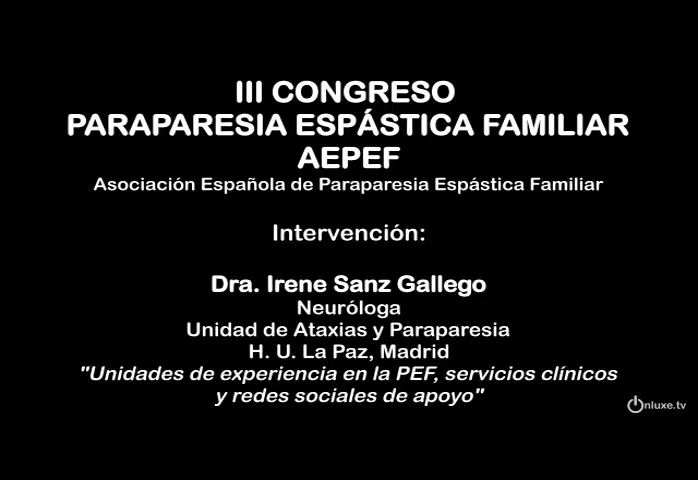 III CONGRESO
PARAPARESIA ESPÁSTICA FAMILIAR
AEPEF
Asociación Española de Paraparesia Espástica Familiar
Intervención:
Dra. Irene Sanz Gallego
Neuróloga
Unidad de Ataxias y Paraparesia
H. U. La Paz, Madrid
"Unidades de experiencia en la PEF, servicios clínicos
y redes sociales de apoyo"
onluxe.tv